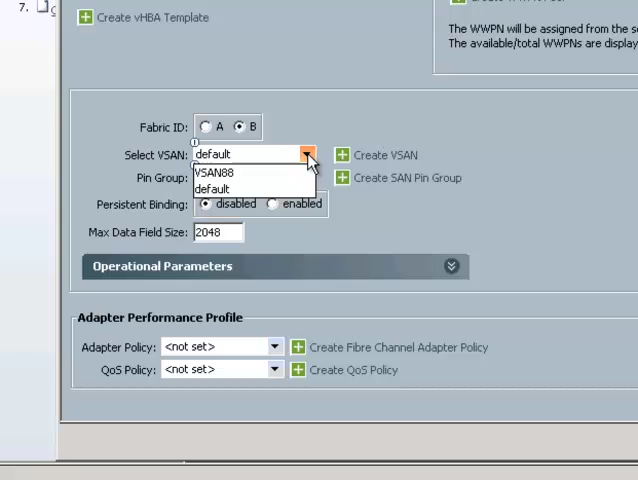 7.
Create vHBA Template
The WWPN will be assigned from the se
The available/total WWPNs are display
Fabric ID: A B
Select VSAN: default Create VSAN
VSAN88
default
Pin Group: Create SAN Pin Group
Persistent Binding: disabled enabled
Max Data Field Size: 2048
Operational Parameters
Adapter Performance Profile
Adapter Policy: <not set> Create Fibre Channel Adapter Policy
QoS Policy: <not set> Create QoS Policy